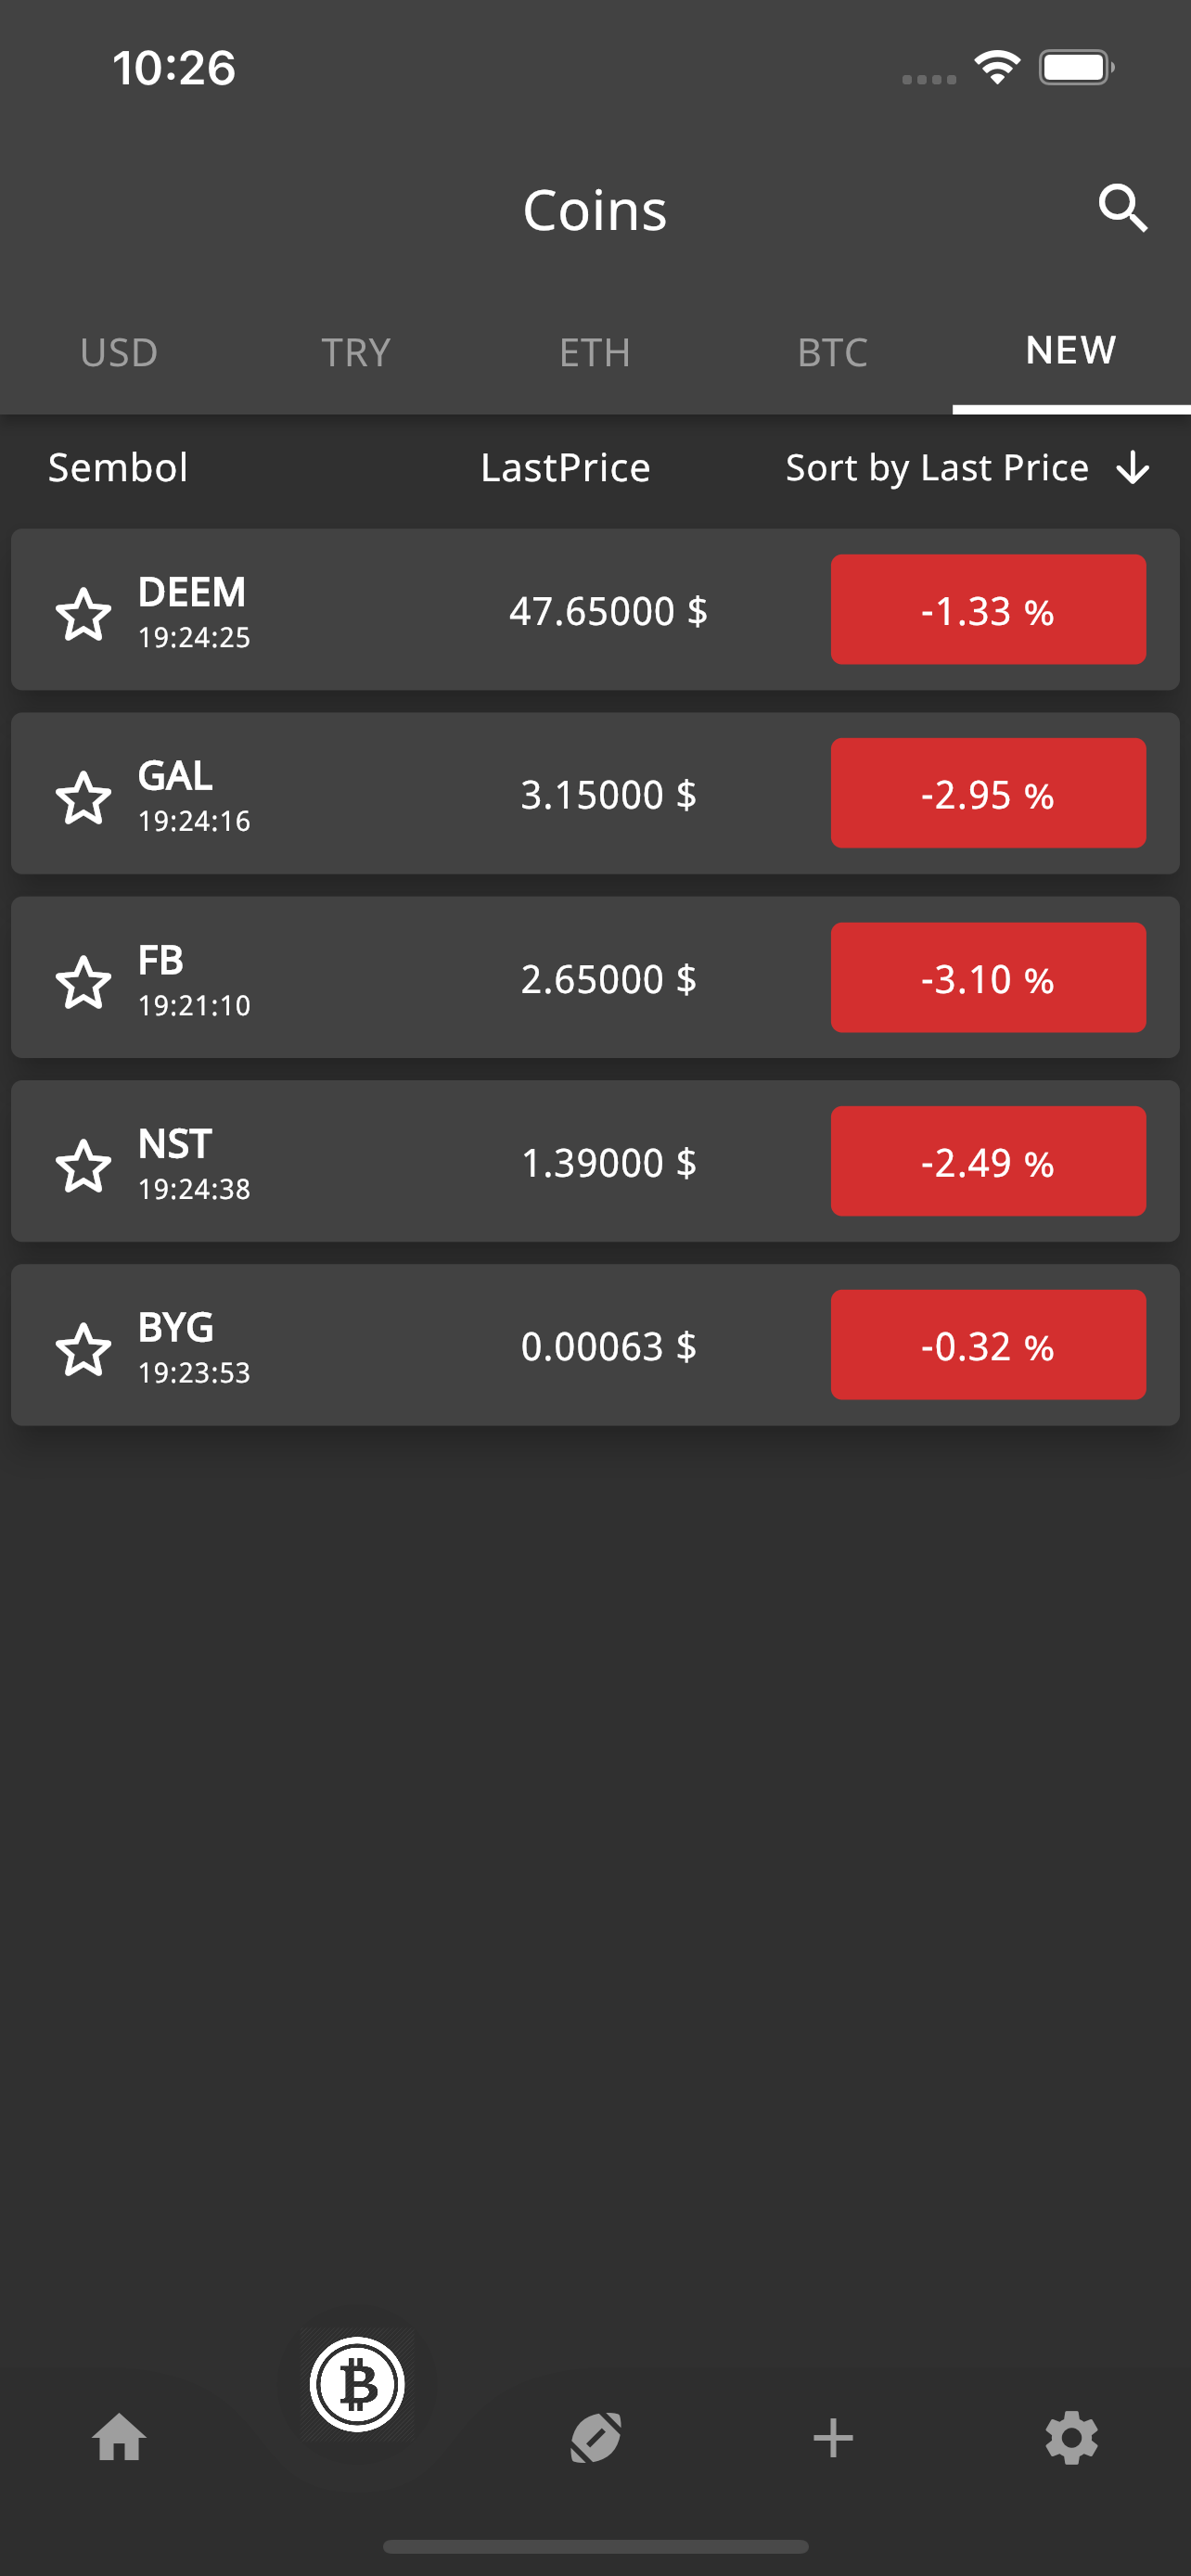 10:26
Coins
USD TRY ETH BTC NEW
Sembol LastPrice Sort by Last Price
DEEM
19:24:25
47.65000 $
-1.33 %
GAL
19:24:16
3.15000 $
-2.95 %
FB
19:21:10
2.65000 $
-3.10 %
NST
19:24:38
1.39000 $
-2.49 %
BYG
19:23:53
0.00063 $
-0.32 %